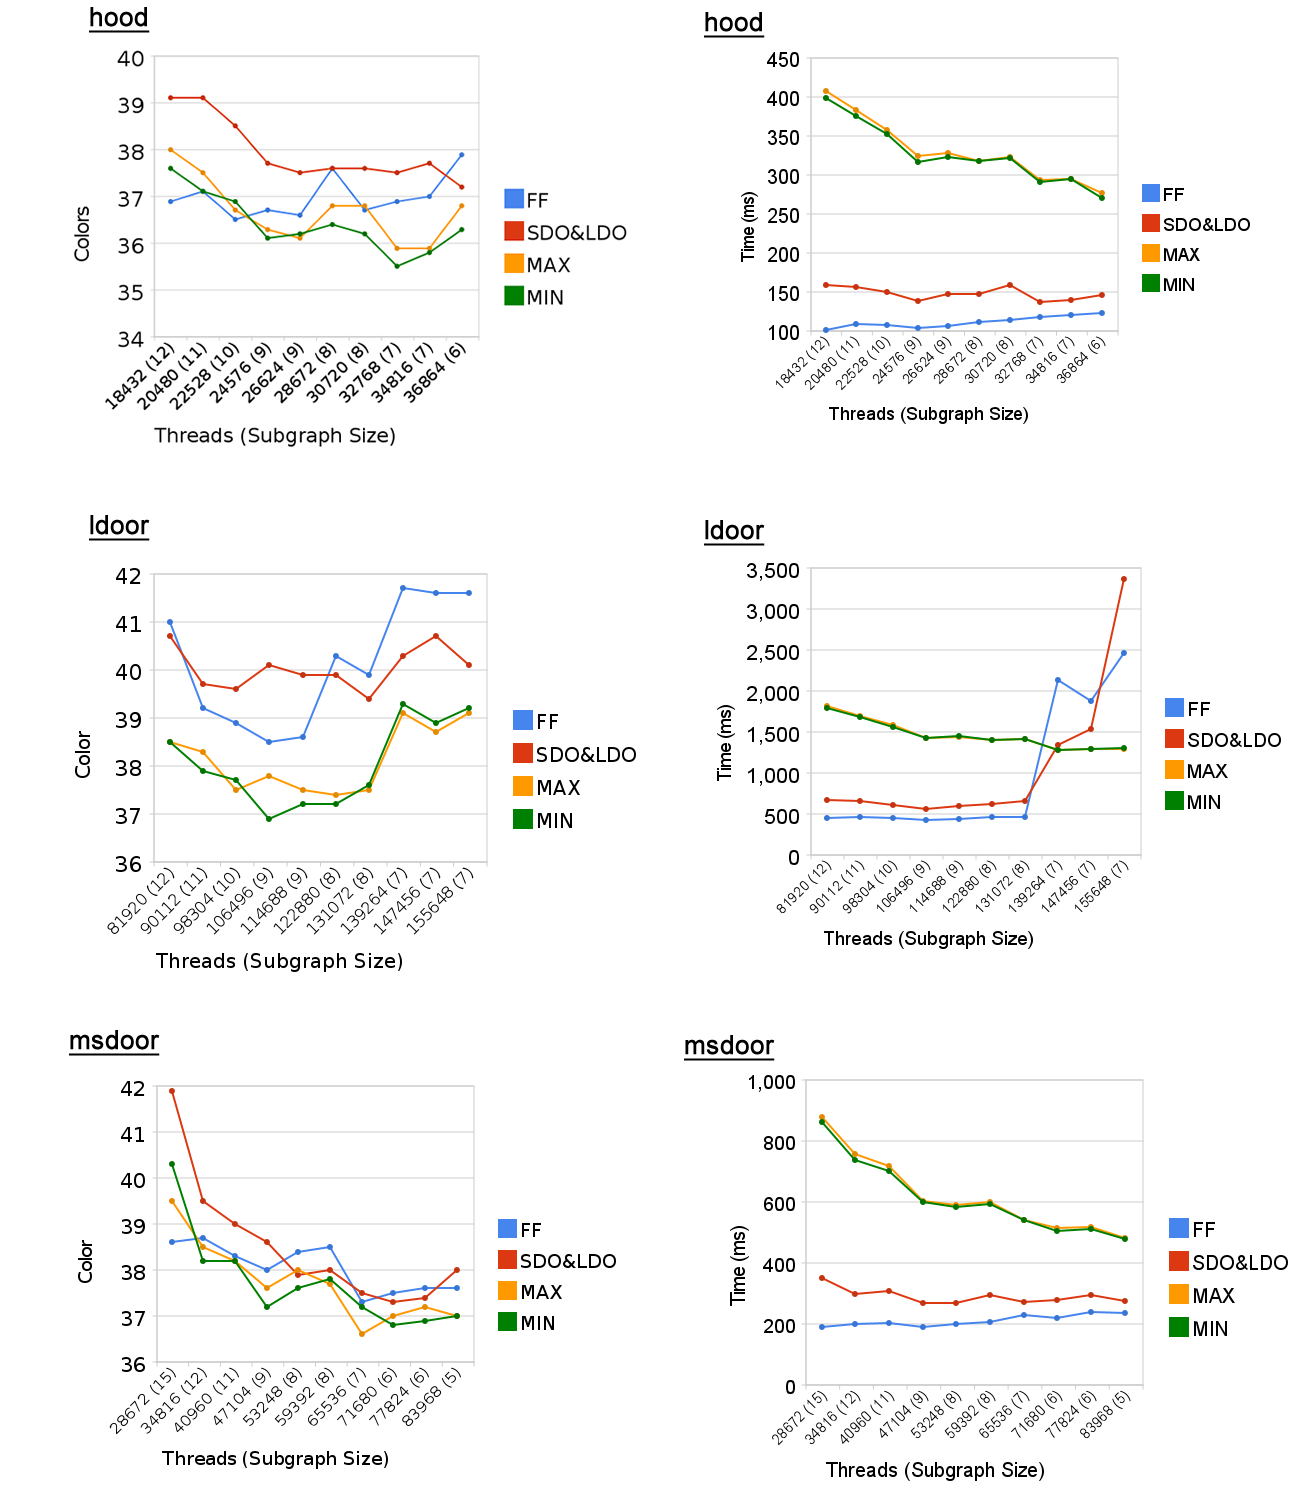 hood
40
39
38
37
36
35
34
Colors
18432 (12)
20480 (11)
22528 (10)
24576 (9)
26624 (9)
28672 (8)
30720 (8)
32768 (7)
34816 (7)
36864 (6)
Threads (Subgraph Size)
FF
SDO&LDO
MAX
MIN
hood
450
400
350
300
250
200
150
100
Time (ms)
18432 (12)
20480 (11)
22528 (10)
24576 (9)
26624 (9)
28672 (8)
30720 (8)
32768 (7)
34816 (7)
36864 (6)
Threads (Subgraph Size)
FF
SDO&LDO
MAX
MIN
ldoor
42
41
40
39
38
37
36
Color
81920 (12)
90112 (11)
98304 (10)
106496 (9)
114688 (9)
122880 (8)
131072 (8)
139264 (7)
147456 (7)
155648 (7)
Threads (Subgraph Size)
FF
SDO&LDO
MAX
MIN
ldoor
3,500
3,000
2,500
2,000
1,500
1,000
500
0
Time (ms)
81920 (12)
90112 (11)
98304 (10)
106496 (9)
114688 (9)
122880 (8)
131072 (8)
139264 (7)
147456 (7)
155648 (7)
Threads (Subgraph Size)
FF
SDO&LDO
MAX
MIN
msdoor
42
41
40
39
38
37
36
Color
28672 (15)
34816 (12)
40960 (11)
47104 (9)
53248 (8)
59392 (8)
65536 (7)
71680 (6)
77824 (6)
83968 (5)
Threads (Subgraph Size)
FF
SDO&LDO
MAX
MIN
msdoor
1,000
800
600
400
200
0
Time (ms)
28672 (15)
34816 (12)
40960 (11)
47104 (9)
53248 (8)
59392 (8)
65536 (7)
71680 (6)
77824 (6)
83968 (5)
Threads (Subgraph Size)
FF
SDO&LDO
MAX
MIN